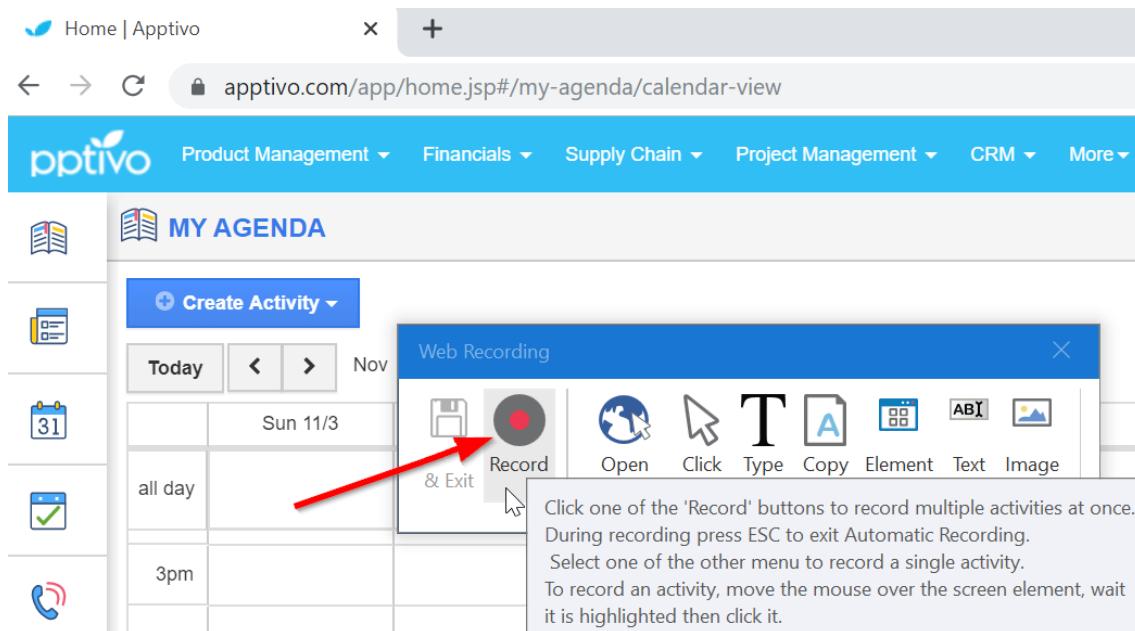 Home | Apptivo
apptivo.com/app/home.jsp#/my-agenda/calendar-view
pptivo Product Management Financials Supply Chain Project Management CRM More
MY AGENDA
Create Activity
Today Nov
Web Recording
Sun 11/3
31
A ABI
& Exit Record Open Click Type Copy Element Text Image
all day
3pm
Click one of the 'Record' buttons to record multiple activities at once.
During recording press ESC to exit Automatic Recording.
Select one of the other menu to record a single activity.
To record an activity, move the mouse over the screen element, wait
it is highlighted then click it.